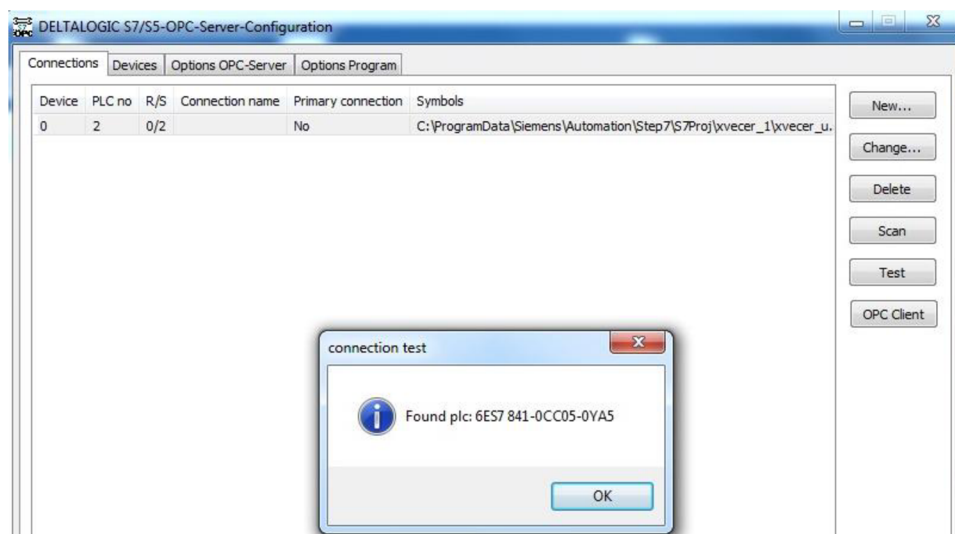 DELTALOGIC S7/S5-OPC-Server-Configuration
Connections Devices Options OPC-Server Options Program
Device PLC no R/S Connection name Primary connection Symbols
0 2 0/2 No C:\ProgramData\Siemens\Automation\Step7\S7Proj\xvecer_1\xvecer_u.
New...
Change...
Delete
Scan
Test
OPC Client
connection test
Found plc: 6ES7 841-0CC05-0YA5
OK